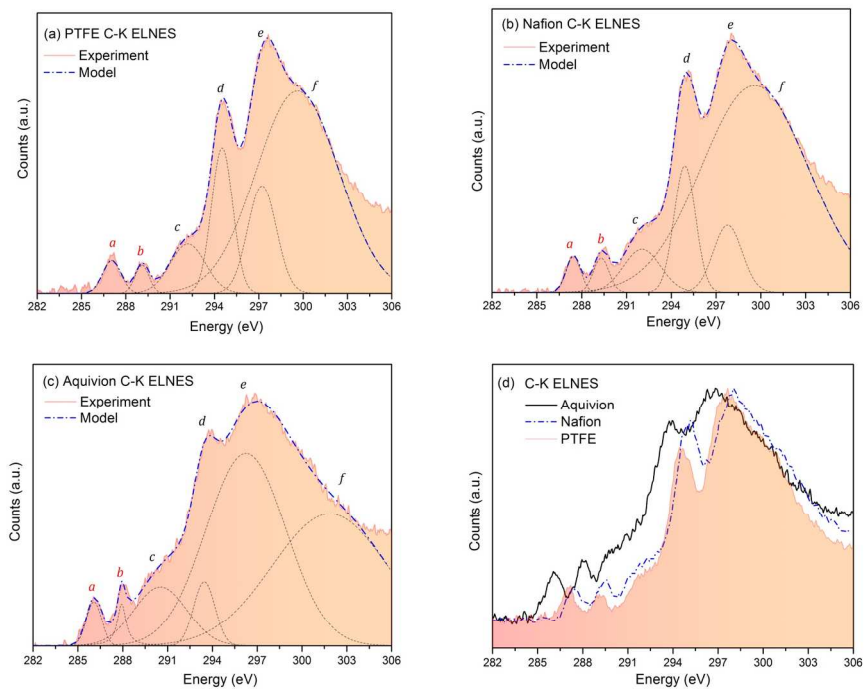 (a) PTFE C-K ELNES
Experiment
Model
a
b
c
d
e
f
Counts (a.u.)
282 285 288 291 294 297 300 303 306
Energy (eV)
(b) Nafion C-K ELNES
Experiment
Model
a
b
c
d
e
f
Counts (a.u.)
282 285 288 291 294 297 300 303 306
Energy (eV)
(c) Aquivion C-K ELNES
Experiment
Model
a
b
c
d
e
f
Counts (a.u.)
282 285 288 291 294 297 300 303 306
Energy (eV)
(d) C-K ELNES
Aquivion
Nafion
PTFE
Counts (a.u.)
282 285 288 291 294 297 300 303 306
Energy (eV)